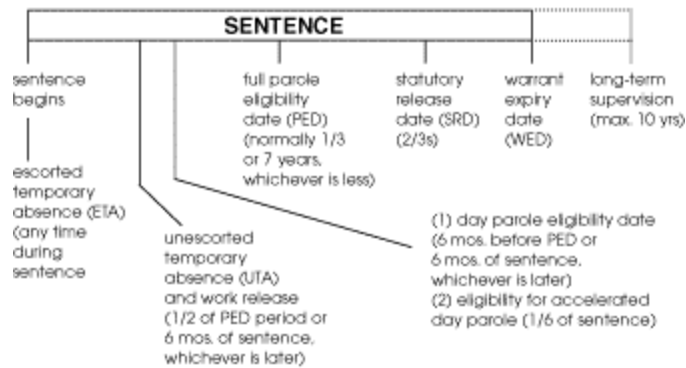 SENTENCE
sentence
begins
full parole
eligibility
date (PED)
(normally 1/3
or 7 years,
whichever is less)
statutory
release
date (SRD)
(2/3s)
warrant
expiry
date
(WED)
long-term
supervision
(max. 10 yrs)
escorted
temporary
absence (ETA)
(any time
during
sentence
unescorted
temporary
absence (UTA)
and work release
(1/2 of PED period or
6 mos. of sentence,
whichever is later)
(1) day parole eligibility date
(6 mos. before PED or
6 mos. of sentence,
whichever is later)
(2) eligibility for accelerated
day parole (1/6 of sentence)